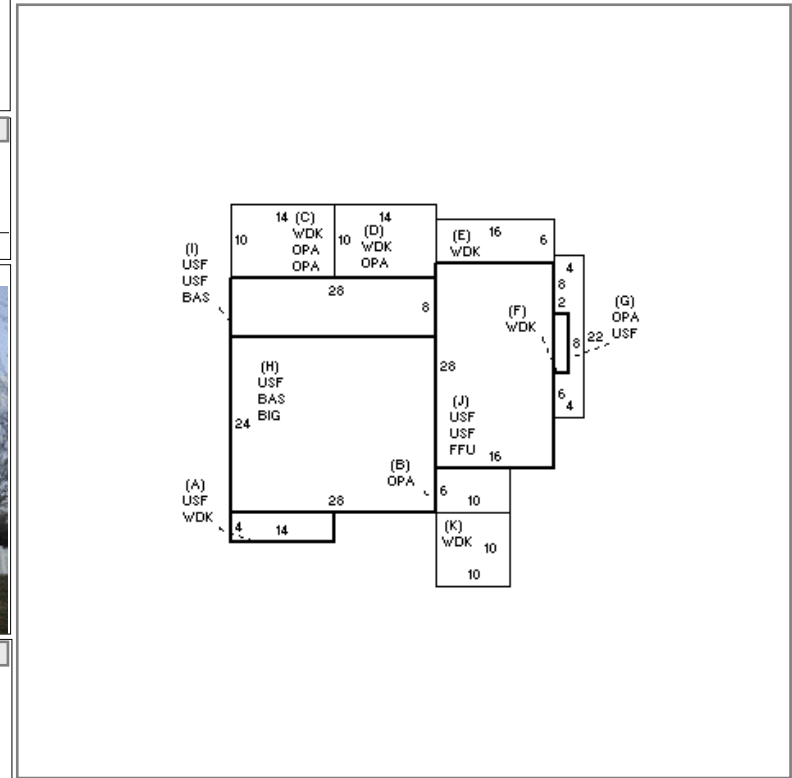 14 (C)
WDK
OPA
OPA
10
14
(D)
WDK
OPA
10
16
(E)
WDK
6
(I)
USF
USF
BAS
28
8
4
8
2
(F)
WDK
(G)
OPA
USF
8
22
6
4
(H)
USF
BAS
BIG
24
28
28
(J)
USF
USF
FFU
16
(B)
OPA
6
10
(A)
USF
WDK
4
14
(K)
WDK
10
10